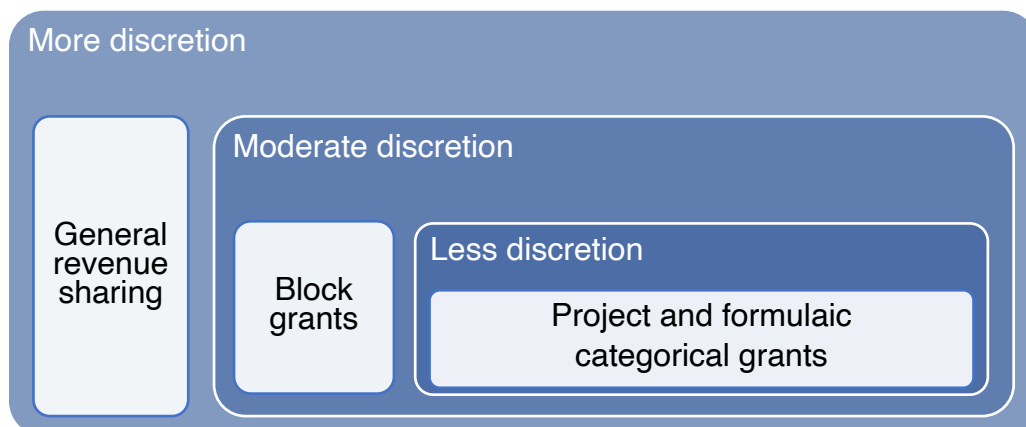 More discretion
Moderate discretion
General
revenue
sharing
Less discretion
Block
grants
Project and formulaic
categorical grants